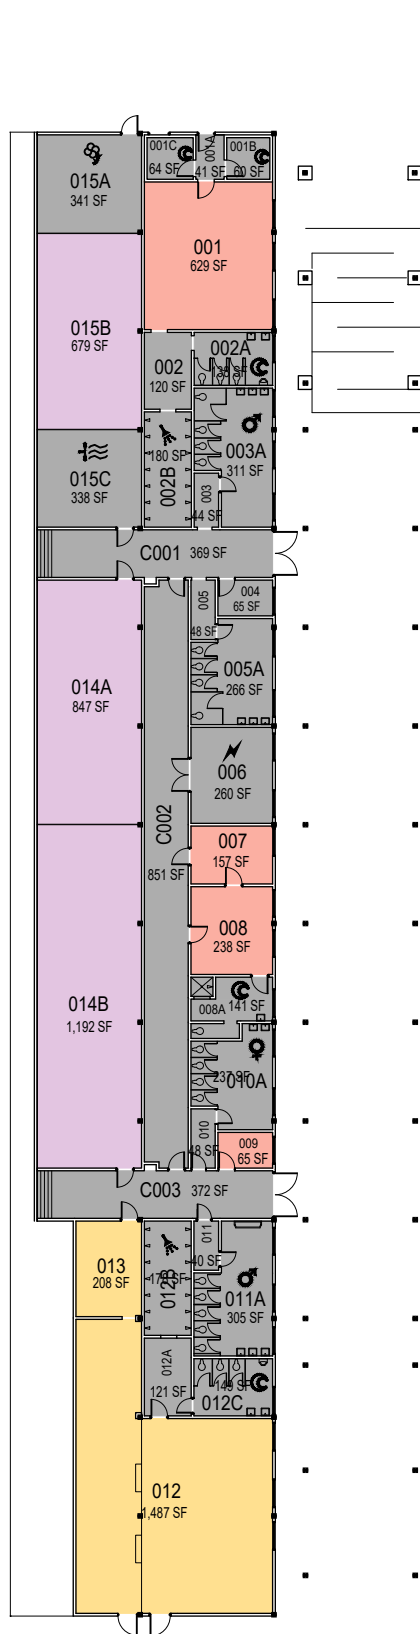 001C
64 SF
001A
41 SF
001B
60 SF
015A
341 SF
001
629 SF
015B
679 SF
002
120 SF
002A
015C
338 SF
002B
180 SF
003A
311 SF
003
44 SF
C001 369 SF
004
65 SF
005
48 SF
005A
266 SF
014A
847 SF
006
260 SF
C002
851 SF
007
157 SF
008
238 SF
014B
1,192 SF
008A
141 SF
010A
237 SF
010
48 SF
009
65 SF
C003 372 SF
013
208 SF
012B
011
40 SF
011A
305 SF
012A
121 SF
012C
149 SF
012
1,487 SF